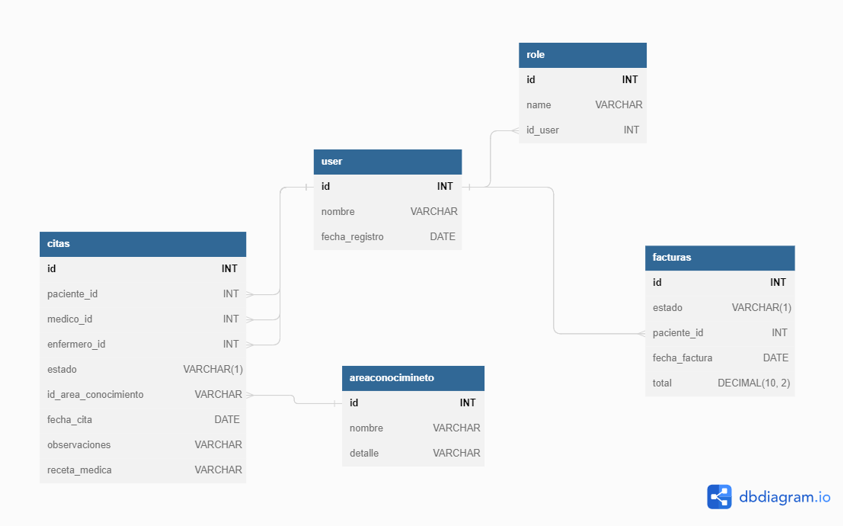 role
id INT
name VARCHAR
id_user INT
user
id INT
nombre VARCHAR
fecha_registro DATE
citas
id INT
paciente_id INT
medico_id INT
enfermero_id INT
estado VARCHAR(1)
id_area_conocimiento VARCHAR
fecha_cita DATE
observaciones VARCHAR
receta_medica VARCHAR
facturas
id INT
estado VARCHAR(1)
paciente_id INT
fecha_factura DATE
total DECIMAL(10, 2)
areaconocimineto
id INT
nombre VARCHAR
detalle VARCHAR
dbdiagram.io